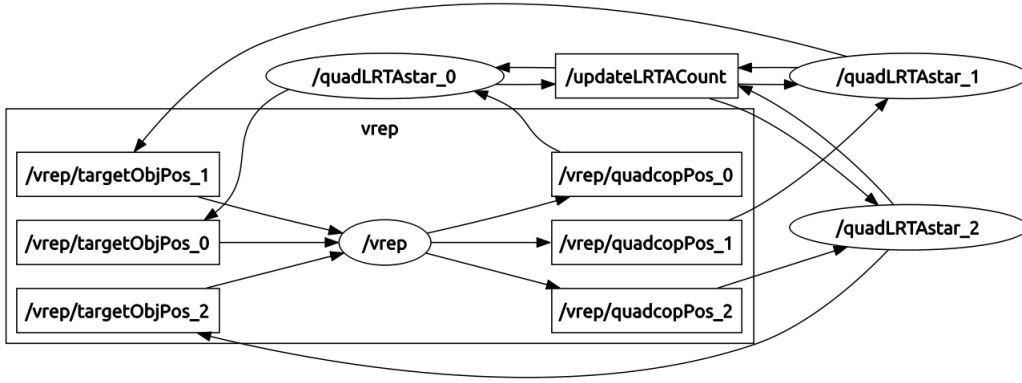 /quadLRTAstar_0
/updateLRTACount
/quadLRTAstar_1
vrep
/vrep/targetObjPos_1
/vrep/quadcopPos_0
/vrep/targetObjPos_0
/vrep
/vrep/quadcopPos_1
/quadLRTAstar_2
/vrep/targetObjPos_2
/vrep/quadcopPos_2